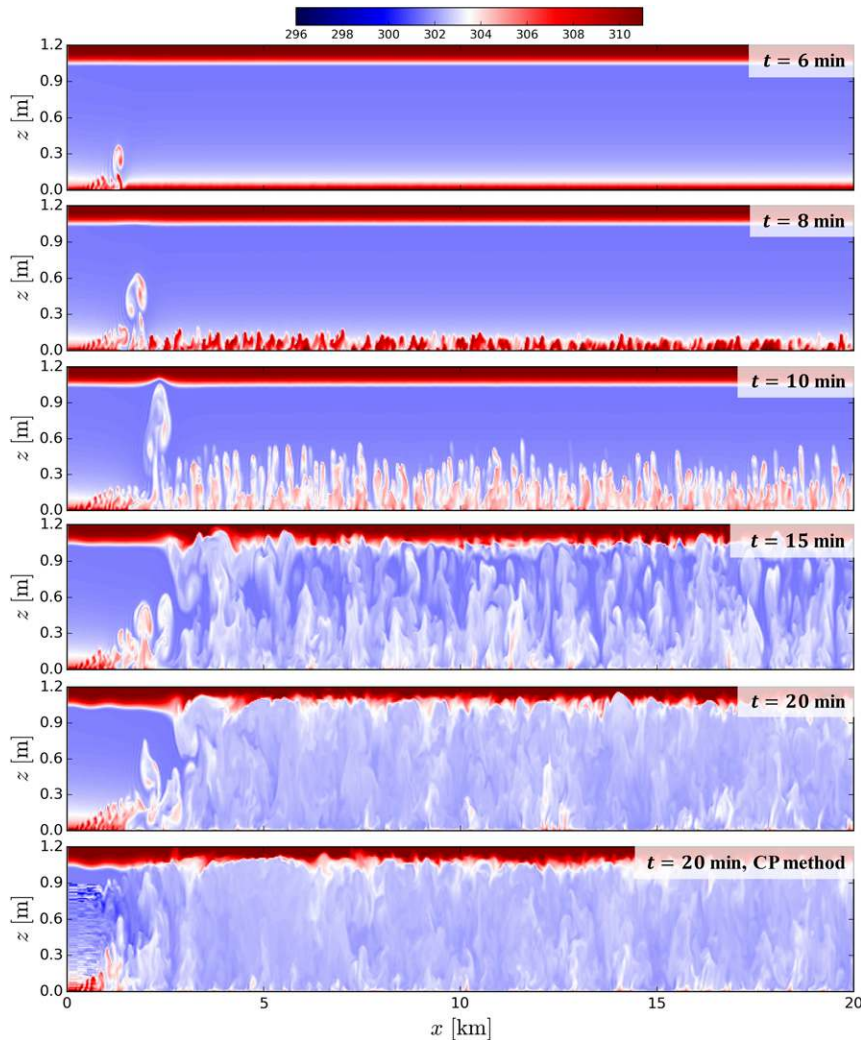 296 298 300 302 304 306 308 310
1.2
0.9
0.6
0.3
0.0
z [m]
t = 6 min
1.2
0.9
0.6
0.3
0.0
z [m]
t = 8 min
1.2
0.9
0.6
0.3
0.0
z [m]
t = 10 min
1.2
0.9
0.6
0.3
0.0
z [m]
t = 15 min
1.2
0.9
0.6
0.3
0.0
z [m]
t = 20 min
1.2
0.9
0.6
0.3
0.0
z [m]
t = 20 min, CP method
0 5 10 15 20
x [km]